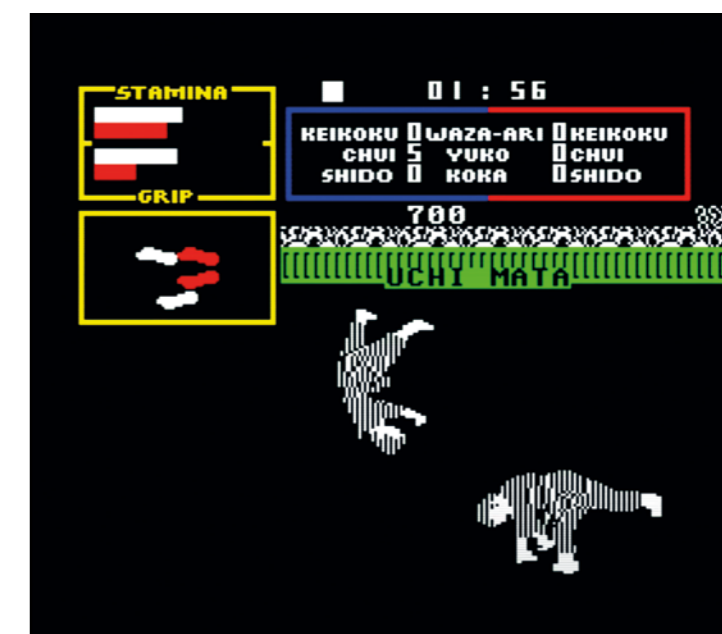 STAMINA
01:56
KEIKOKU 0 WAZA-ARI 0 KEIKOKU
CHUI 5 YUKO 0 CHUI
SHIDO 0 KOKA 0 SHIDO
GRIP
700
UCHI MATA